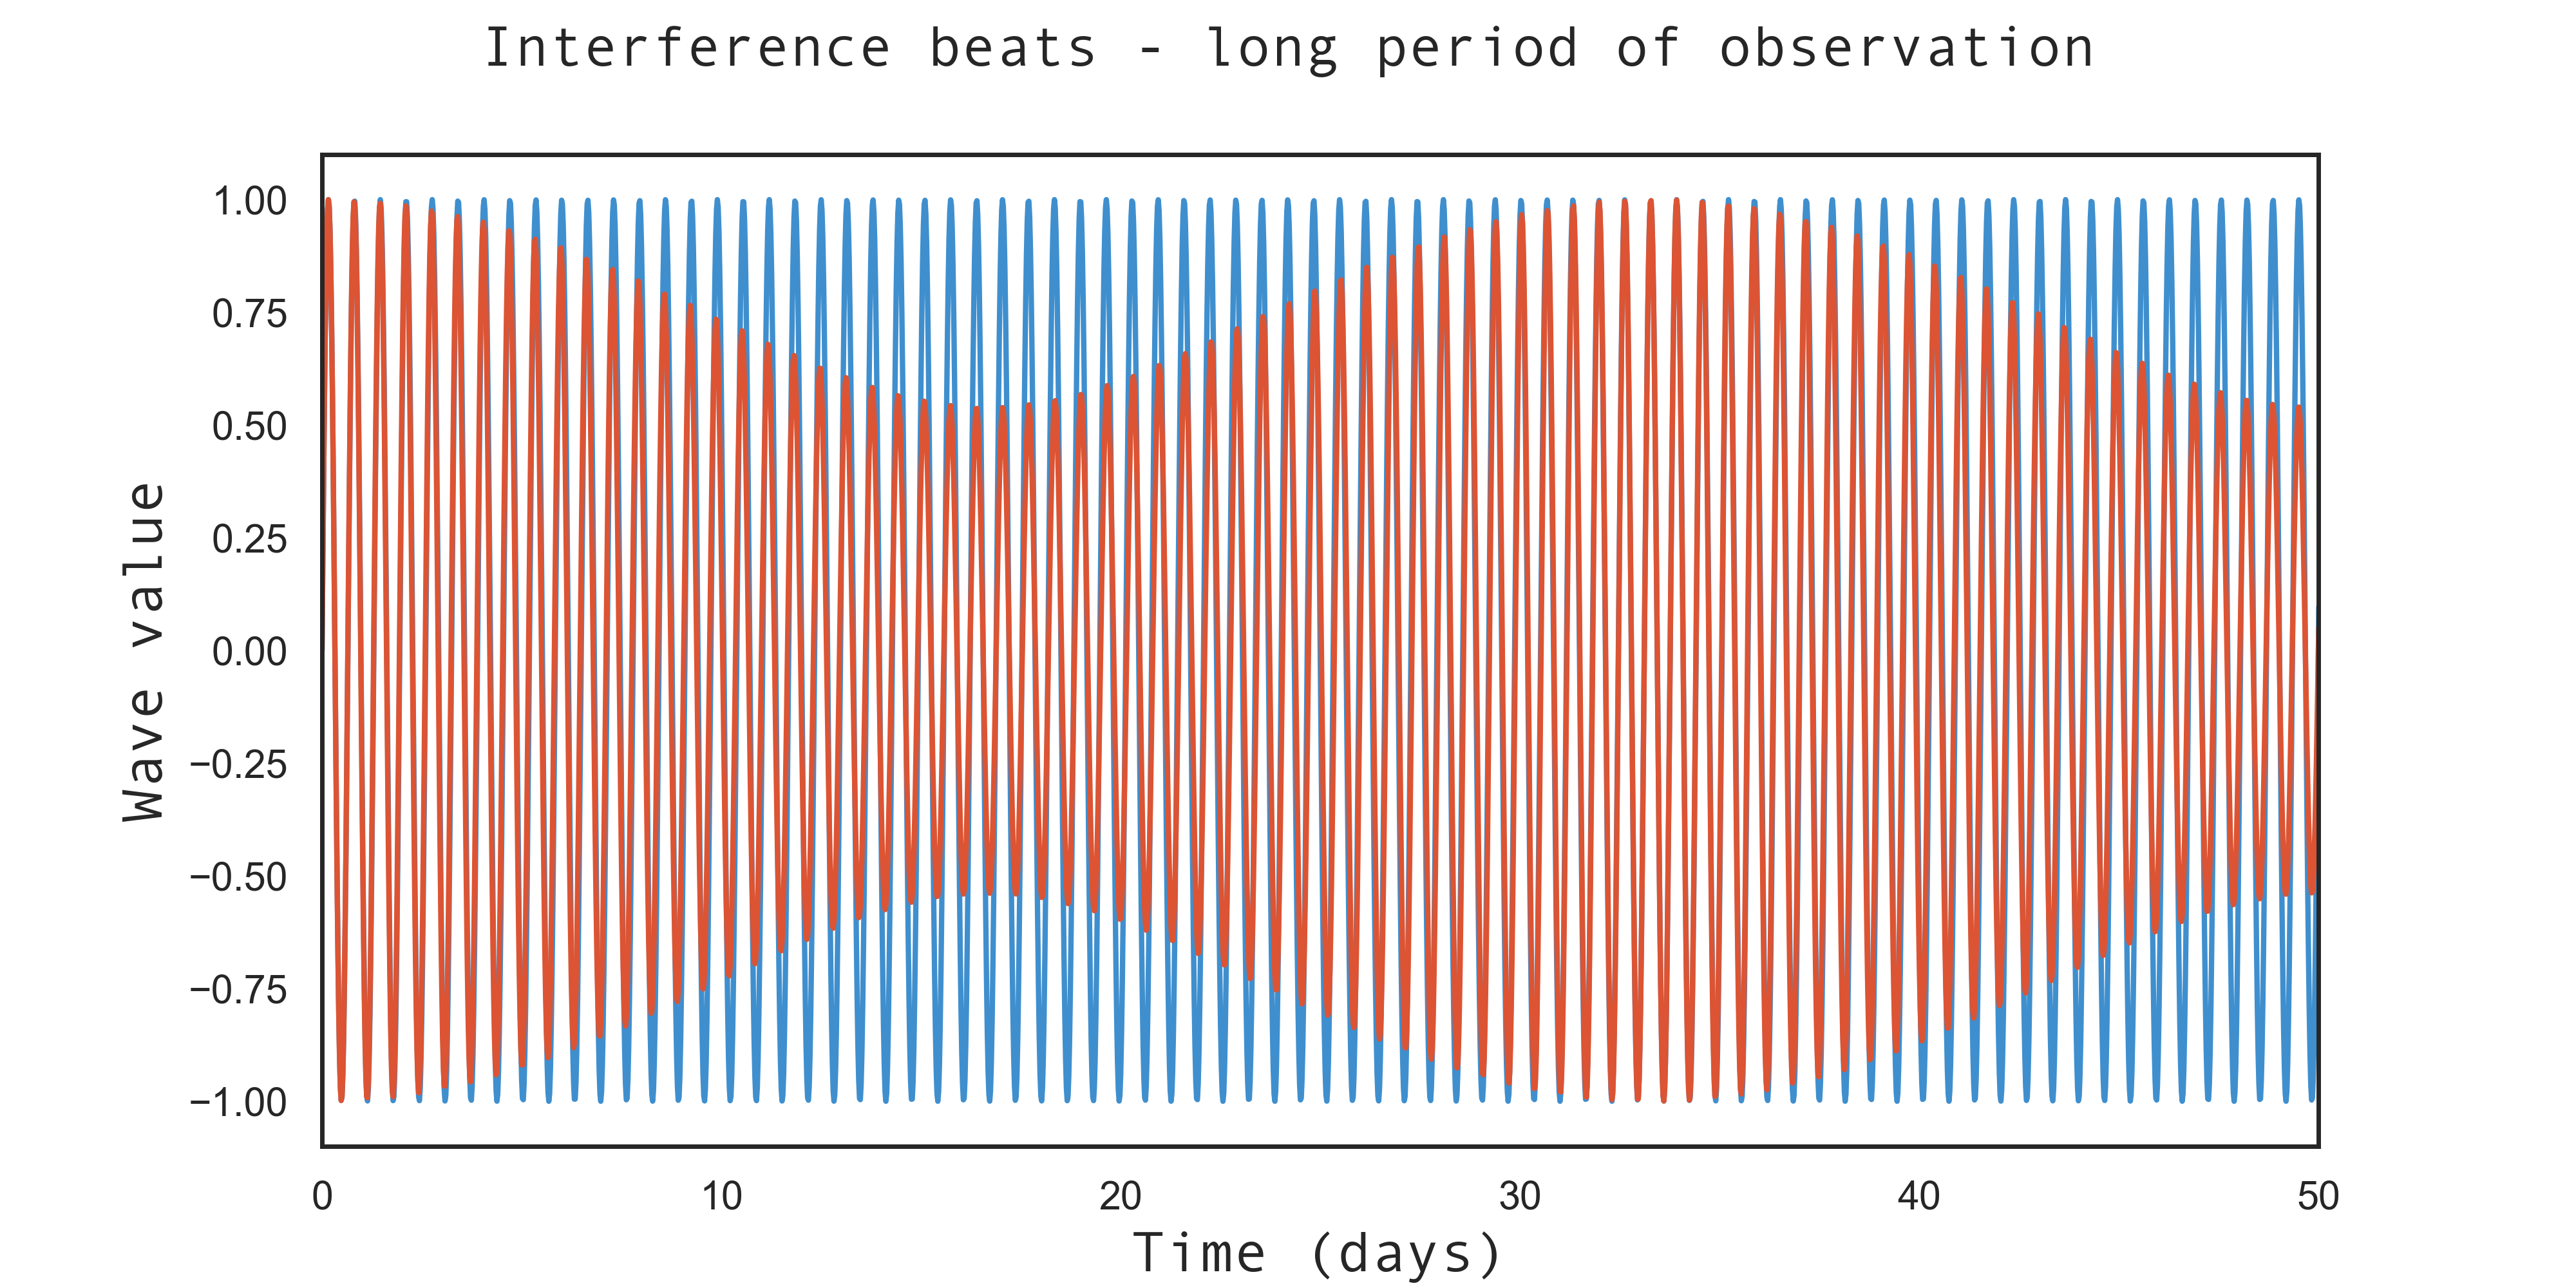 Interference beats - long period of observation
Wave value
1.00
0.75
0.50
0.25
0.00
−0.25
−0.50
−0.75
−1.00
0 10 20 30 40 50
Time (days)